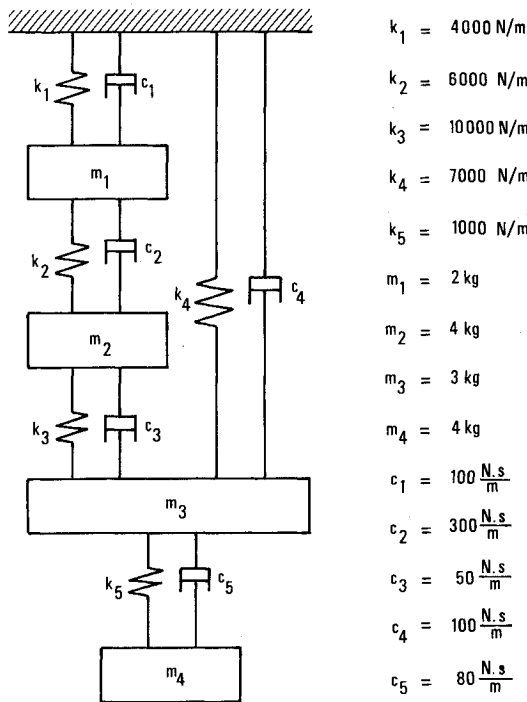 k₁
c₁
m₁
k₂
c₂
m₂
k₃
c₃
k₄
c₄
m₃
k₅
c₅
m₄
k₁ = 4000 N/m
k₂ = 6000 N/m
k₃ = 10000 N/m
k₄ = 7000 N/m
k₅ = 1000 N/m
m₁ = 2 kg
m₂ = 4 kg
m₃ = 3 kg
m₄ = 4 kg
c₁ = 100 N.s/m
c₂ = 300 N.s/m
c₃ = 50 N.s/m
c₄ = 100 N.s/m
c₅ = 80 N.s/m